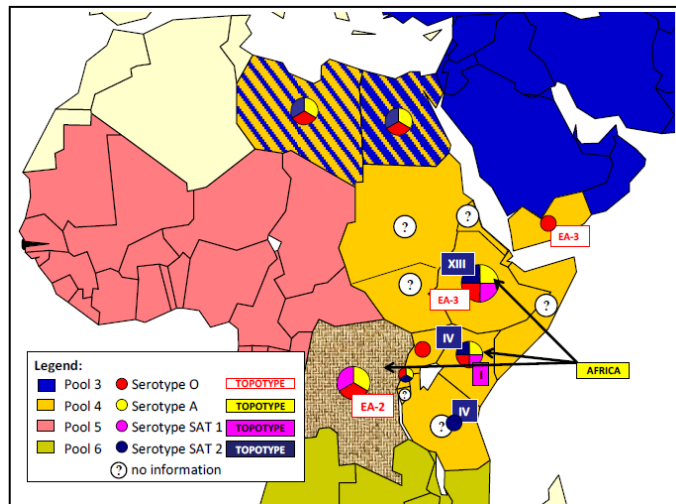 ?
?
?
EA-3
XIII
?
EA-3
IV
AFRICA
I
EA-2
?
?
IV
Legend:
Pool 3 Serotype O TOPOTYPE
Pool 4 Serotype A TOPOTYPE
Pool 5 Serotype SAT 1 TOPOTYPE
Pool 6 Serotype SAT 2 TOPOTYPE
? no information